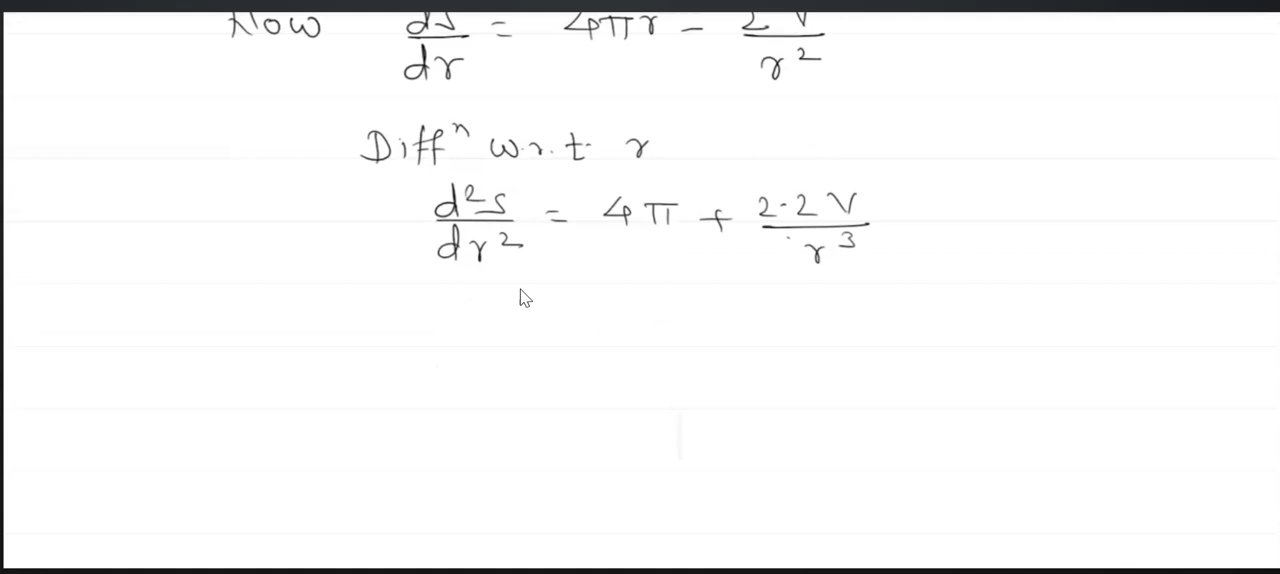 Now dS/dr = 4πr - 2V/r²
Diffⁿ w.r.t. r
d²s/dr² = 4π + 2·2V/r³